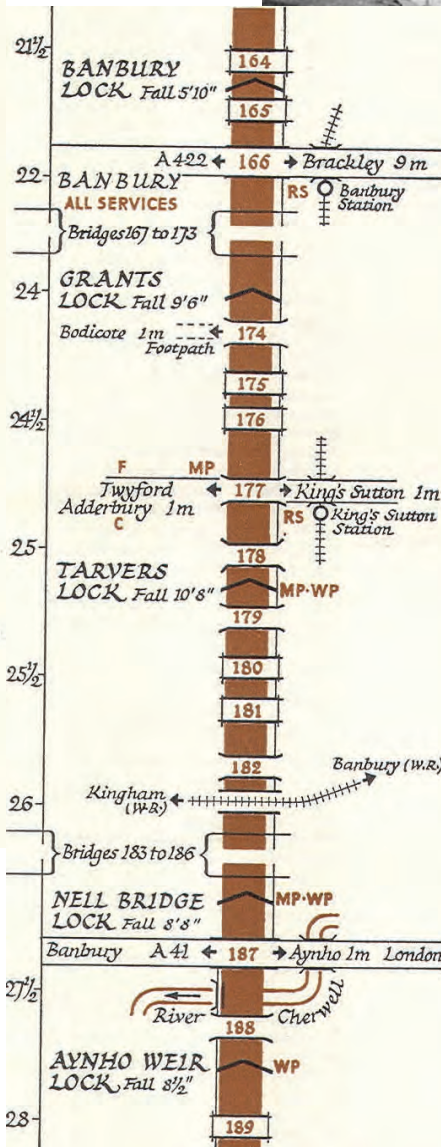 21½
164
BANBURY
LOCK Fall 5'10"
165
A422 166 Brackley 9m
22
BANBURY
ALL SERVICES
RS
Banbury
Station
Bridges 167 to 173
GRANTS
LOCK Fall 9'6"
24
Bodicote 1m 174
Footpath
175
24½
176
F MP
Twyford 177 King's Sutton 1m
Adderbury 1m
C
RS
King's Sutton
Station
25
178
TARVERS
LOCK Fall 10'8"
MP·WP
179
180
25½
181
182
Banbury (W.R.)
Kingham
(W.R.)
26
Bridges 183 to 186
NELL BRIDGE
LOCK Fall 8'8"
MP·WP
Banbury A41 187 Aynho 1m London
27½
River Cherwell
188
AYNHO WEIR
LOCK Fall 8½"
WP
28
189